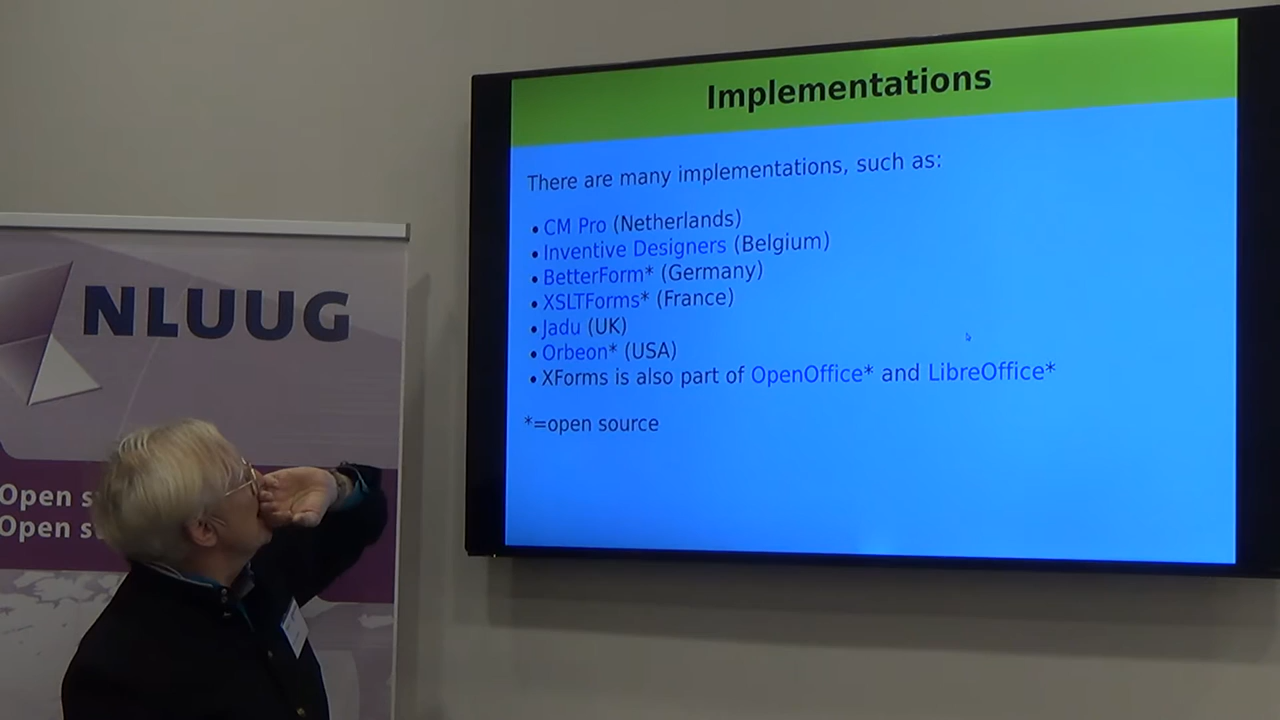 Implementations
There are many implementations, such as:
• CM Pro (Netherlands)
• Inventive Designers (Belgium)
• BetterForm* (Germany)
• XSLTForms* (France)
• Jadu (UK)
• Orbeon* (USA)
• XForms is also part of OpenOffice* and LibreOffice*
*=open source
NLUUG
Open
Open